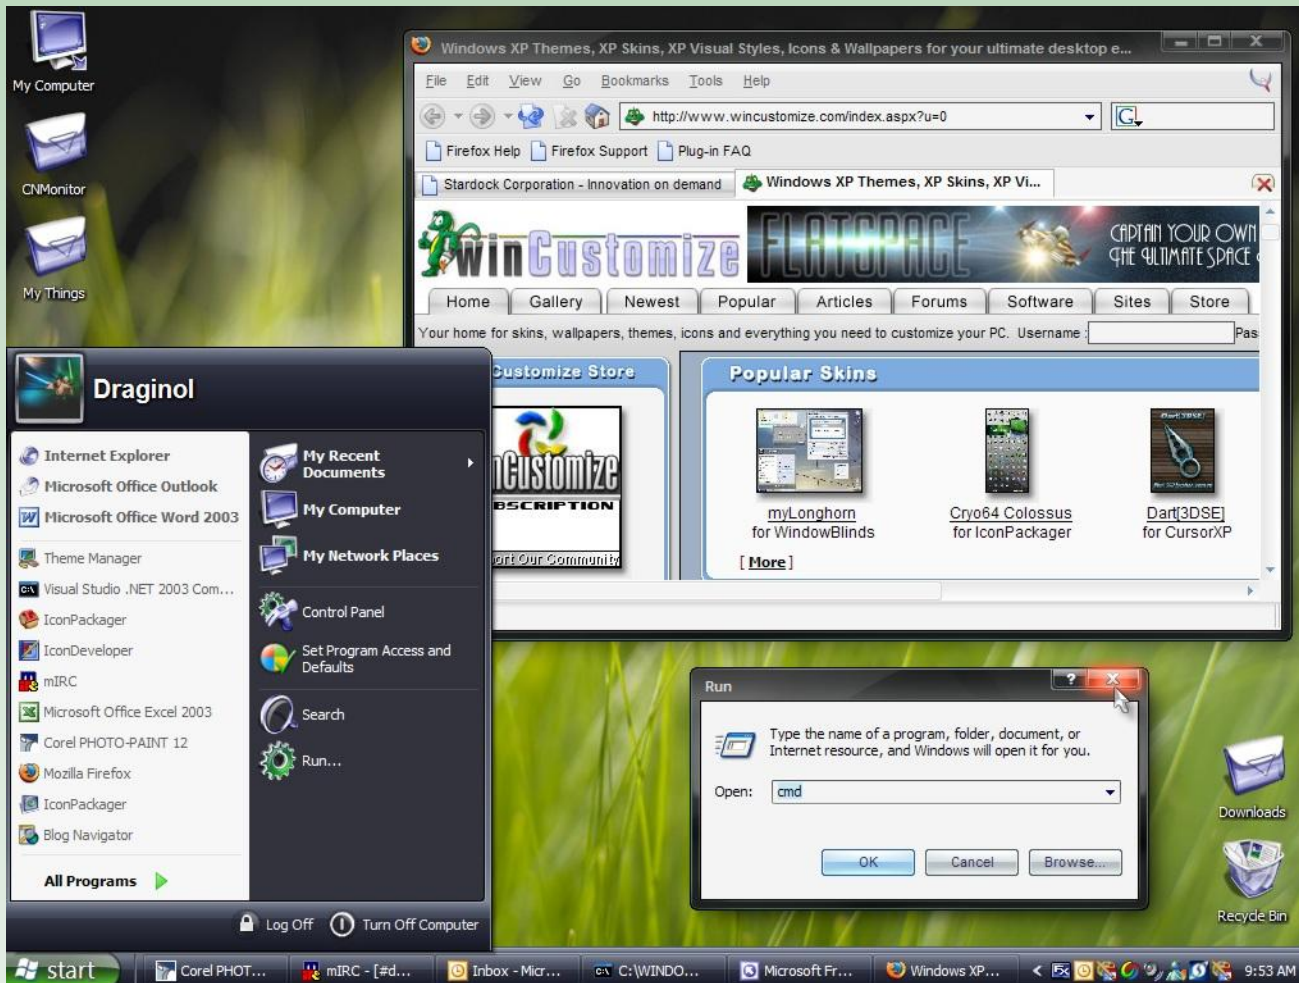 My Computer
CNMonitor
My Things
Windows XP Themes, XP Skins, XP Visual Styles, Icons & Wallpapers for your ultimate desktop e...
File Edit View Go Bookmarks Tools Help
http://www.wincustomize.com/index.aspx?u=0
G
Firefox Help Firefox Support Plug-in FAQ
Stardock Corporation - Innovation on demand Windows XP Themes, XP Skins, XP Vi...
winCustomize
FLATSPACE
CAPTAIN YOUR OWN
THE ULTIMATE SPACE
Home Gallery Newest Popular Articles Forums Software Sites Store
Your home for skins, wallpapers, themes, icons and everything you need to customize your PC. Username : Pas
Customize Store
Popular Skins
nCustomize
BSCRIPTION
ort Our Community
myLonghorn
for WindowBlinds
Cryo64 Colossus
for IconPackager
Dart[3DSE]
for CursorXP
[ More ]
Draginol
Internet Explorer
Microsoft Office Outlook
Microsoft Office Word 2003
Theme Manager
Visual Studio .NET 2003 Com...
IconPackager
IconDeveloper
mIRC
Microsoft Office Excel 2003
Corel PHOTO-PAINT 12
Mozilla Firefox
IconPackager
Blog Navigator
All Programs
My Recent
Documents
My Computer
My Network Places
Control Panel
Set Program Access and
Defaults
Search
Run...
Log Off Turn Off Computer
Run
?
Type the name of a program, folder, document, or
Internet resource, and Windows will open it for you.
Open: cmd
OK Cancel Browse...
Downloads
Recycle Bin
start Corel PHOT... mIRC - [#d... Inbox - Micr... C:\WINDO... Microsoft Fr... Windows XP... 9:53 AM